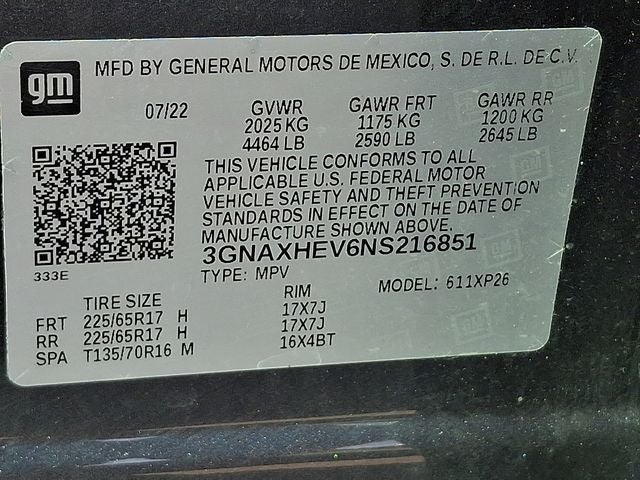 gm
MFD BY GENERAL MOTORS DE MEXICO, S. DE R.L. DE C.V.
07/22 GVWR GAWR FRT GAWR RR
2025 KG 1175 KG 1200 KG
4464 LB 2590 LB 2645 LB
THIS VEHICLE CONFORMS TO ALL
APPLICABLE U.S. FEDERAL MOTOR
VEHICLE SAFETY AND THEFT PREVENTION
STANDARDS IN EFFECT ON THE DATE OF
MANUFACTURE SHOWN ABOVE.
3GNAXHEV6NS216851
333E
TYPE: MPV MODEL: 611XP26
TIRE SIZE RIM
FRT 225/65R17 H 17X7J
RR 225/65R17 H 17X7J
SPA T135/70R16 M 16X4BT